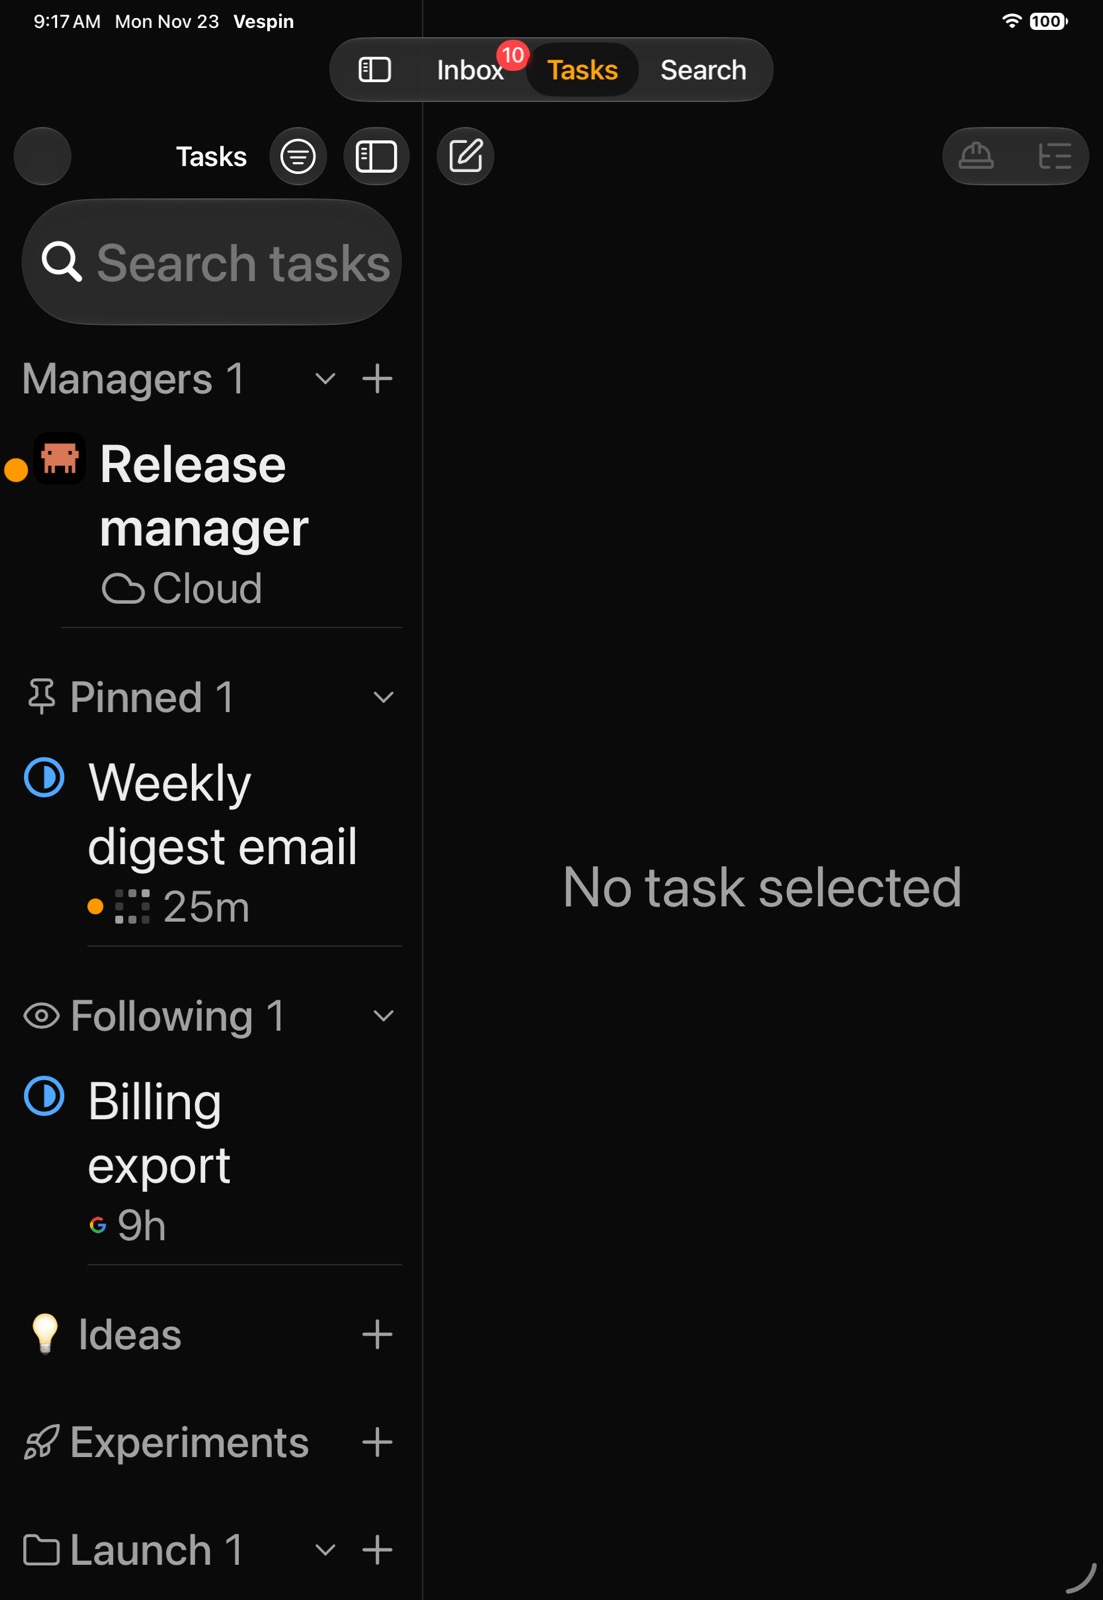 9:17 AM Mon Nov 23 Vespin
100
Inbox 10 Tasks Search
Tasks
Search tasks
Managers 1
Release
manager
Cloud
Pinned 1
Weekly
digest email
25m
No task selected
Following 1
Billing
export
9h
Ideas
Experiments
Launch 1